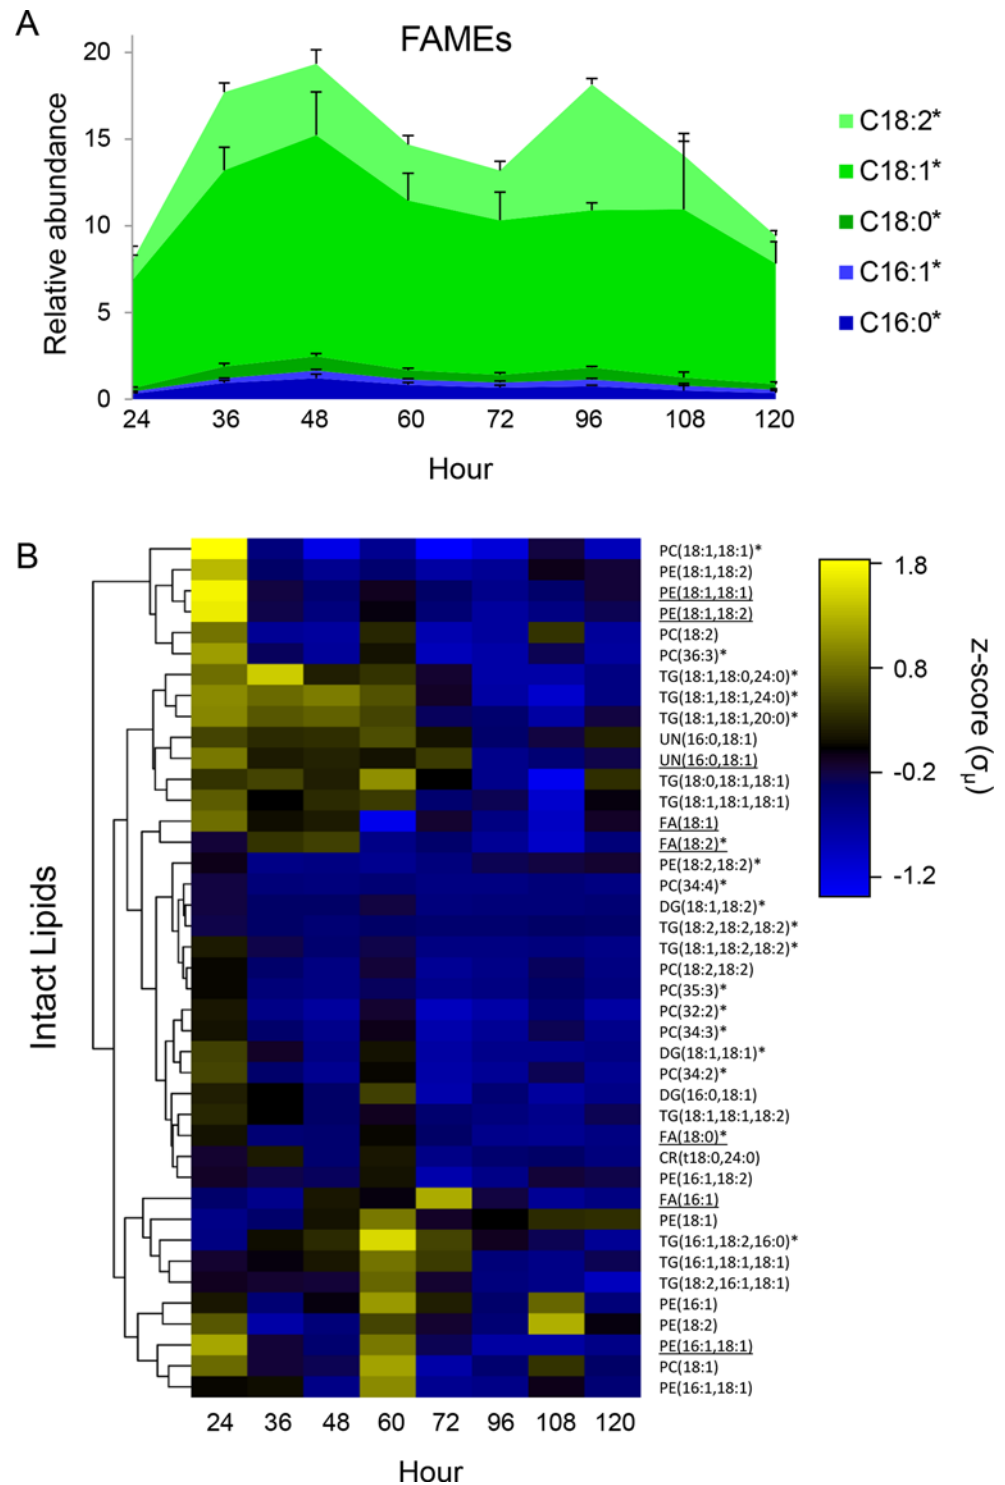 A
FAMEs
20
15
10
5
0
Relative abundance
24 36 48 60 72 96 108 120
Hour
C18:2*
C18:1*
C18:0*
C16:1*
C16:0*
B
Intact Lipids
PC(18:1,18:1)*
PE(18:1,18:2)
PE(18:1,18:1)
PE(18:1,18:2)
PC(18:2)
PC(36:3)*
TG(18:1,18:0,24:0)*
TG(18:1,18:1,24:0)*
TG(18:1,18:1,20:0)*
UN(16:0,18:1)
UN(16:0,18:1)
TG(18:0,18:1,18:1)
TG(18:1,18:1,18:1)
FA(18:1)
FA(18:2)*
PE(18:2,18:2)*
PC(34:4)*
DG(18:1,18:2)*
TG(18:2,18:2,18:2)*
TG(18:1,18:2,18:2)*
PC(18:2,18:2)
PC(35:3)*
PC(32:2)*
PC(34:3)*
DG(18:1,18:1)*
PC(34:2)*
DG(16:0,18:1)
TG(18:1,18:1,18:2)
FA(18:0)*
CR(t18:0,24:0)
PE(16:1,18:2)
FA(16:1)
PE(18:1)
TG(16:1,18:2,16:0)*
TG(16:1,18:1,18:1)
TG(18:2,16:1,18:1)
PE(16:1)
PE(18:2)
PE(16:1,18:1)
PC(18:1)
PE(16:1,18:1)
24 36 48 60 72 96 108 120
Hour
1.8
0.8
-0.2
-1.2
z-score (σμ)